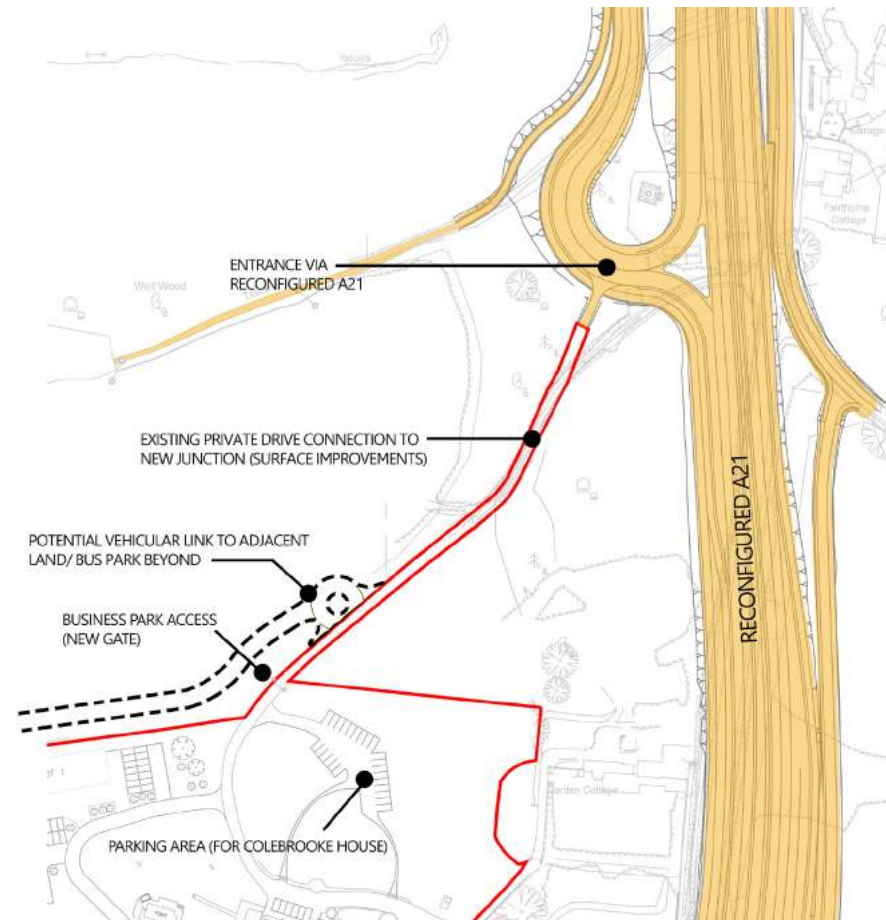 Garage
Fairthorne
Cottage
ENTRANCE VIA
RECONFIGURED A21
Well Wood
EXISTING PRIVATE DRIVE CONNECTION TO
NEW JUNCTION (SURFACE IMPROVEMENTS)
RECONFIGURED A21
POTENTIAL VEHICULAR LINK TO ADJACENT
LAND/ BUS PARK BEYOND
BUSINESS PARK ACCESS
(NEW GATE)
Garden Cottage
PARKING AREA (FOR COLEBROOKE HOUSE)